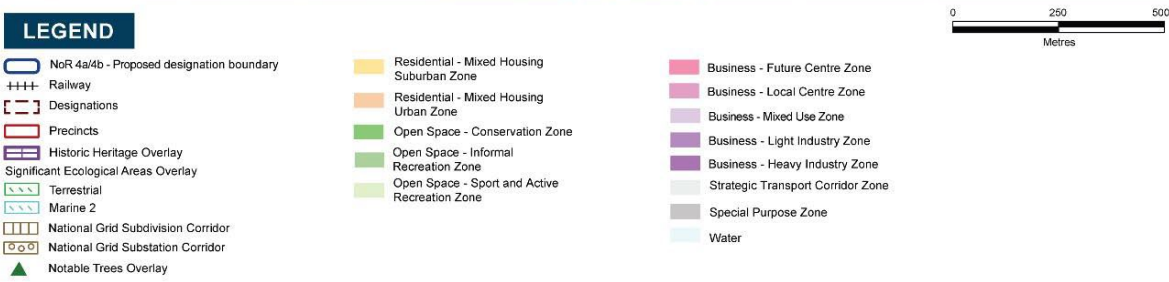 LEGEND
NoR 4a/4b - Proposed designation boundary
Railway
Designations
Precincts
Historic Heritage Overlay
Significant Ecological Areas Overlay
Terrestrial
Marine 2
National Grid Subdivision Corridor
National Grid Substation Corridor
Notable Trees Overlay
Residential - Mixed Housing
Suburban Zone
Residential - Mixed Housing
Urban Zone
Open Space - Conservation Zone
Open Space - Informal
Recreation Zone
Open Space - Sport and Active
Recreation Zone
Business - Future Centre Zone
Business - Local Centre Zone
Business - Mixed Use Zone
Business - Light Industry Zone
Business - Heavy Industry Zone
Strategic Transport Corridor Zone
Special Purpose Zone
Water
0 250 500
Metres